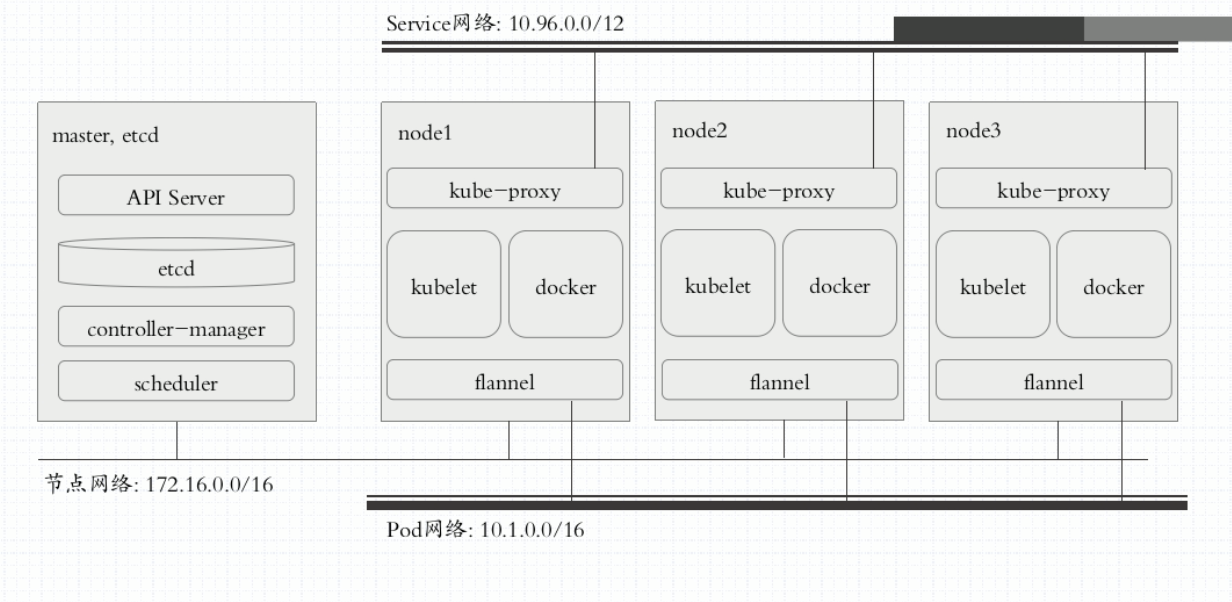 Service网络: 10.96.0.0/12
master, etcd
API Server
etcd
controller-manager
scheduler
node1
kube-proxy
kubelet
docker
flannel
node2
kube-proxy
kubelet
docker
flannel
node3
kube-proxy
kubelet
docker
flannel
节点网络: 172.16.0.0/16
Pod网络: 10.1.0.0/16